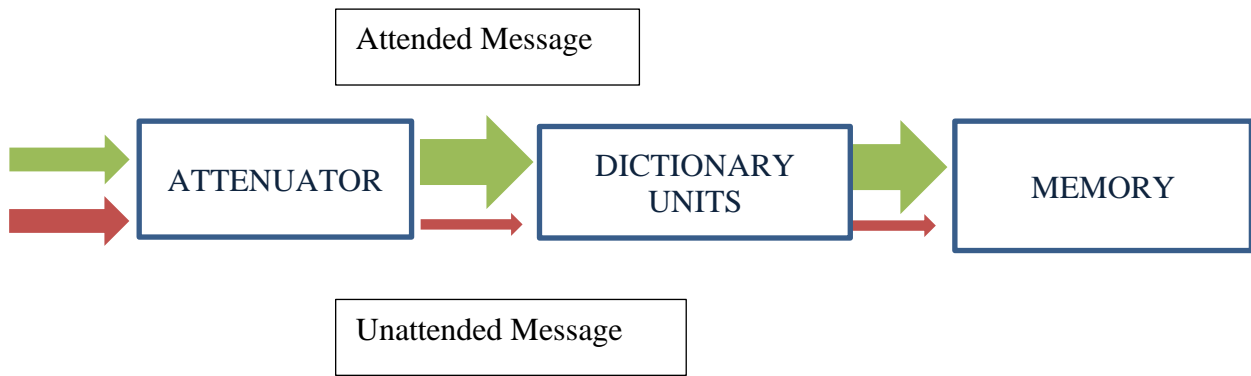 Attended Message
ATTENUATOR
DICTIONARY
UNITS
MEMORY
Unattended Message